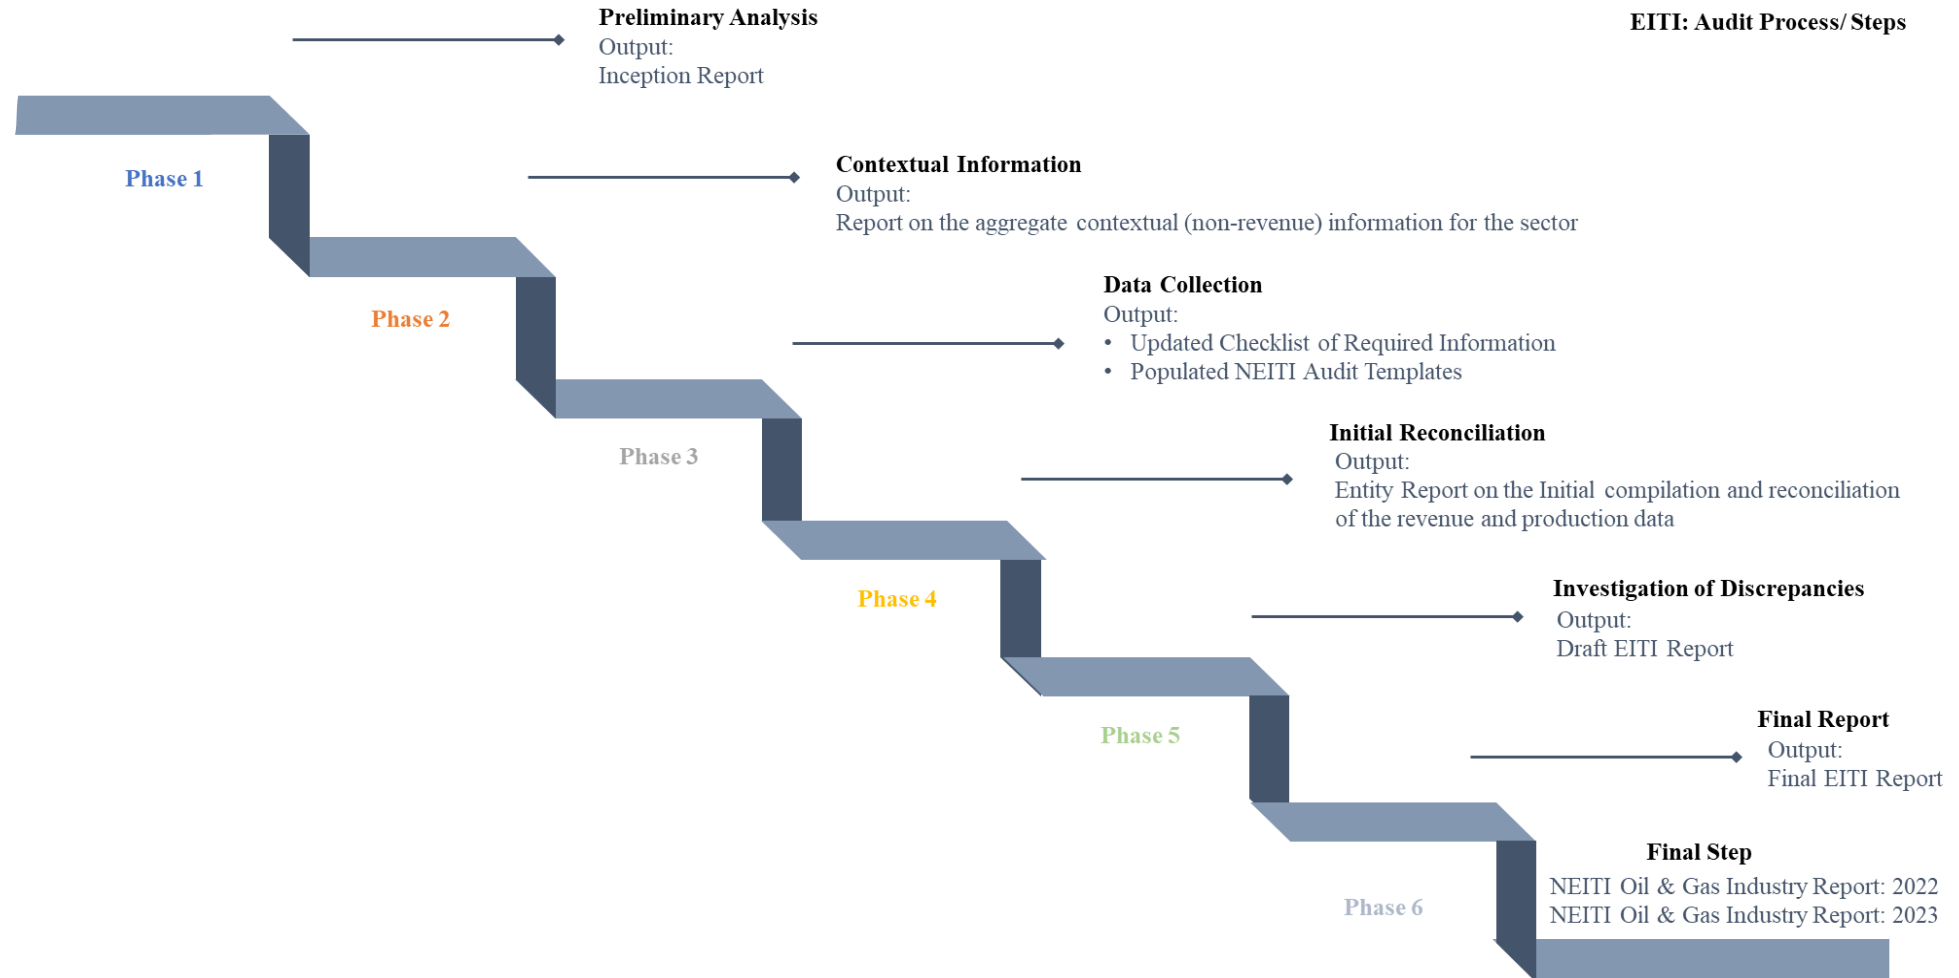 EITI: Audit Process/ Steps
Preliminary Analysis
Output:
Inception Report
Phase 1
Contextual Information
Output:
Report on the aggregate contextual (non-revenue) information for the sector
Phase 2
Data Collection
Output:
• Updated Checklist of Required Information
• Populated NEITI Audit Templates
Phase 3
Initial Reconciliation
Output:
Entity Report on the Initial compilation and reconciliation
of the revenue and production data
Phase 4
Investigation of Discrepancies
Output:
Draft EITI Report
Phase 5
Final Report
Output:
Final EITI Report
Phase 6
Final Step
NEITI Oil & Gas Industry Report: 2022
NEITI Oil & Gas Industry Report: 2023